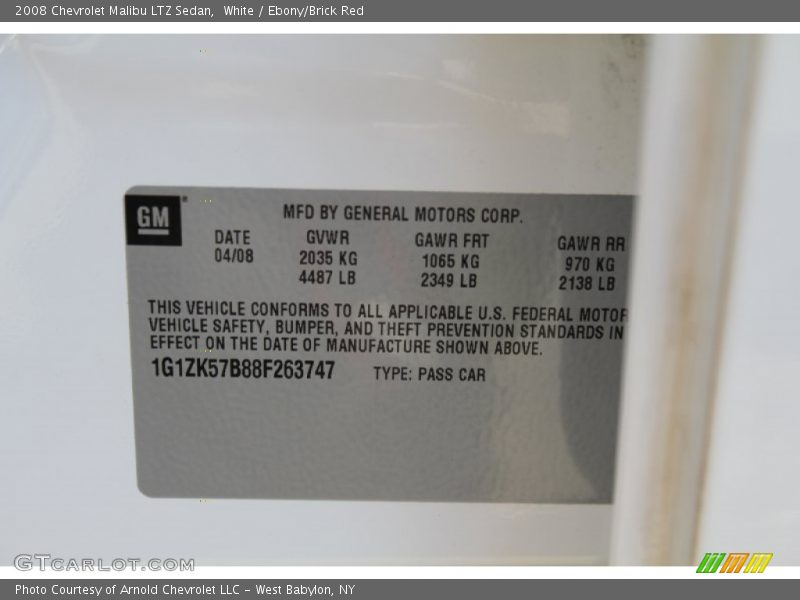 2008 Chevrolet Malibu LTZ Sedan, White / Ebony/Brick Red
GM
MFD BY GENERAL MOTORS CORP.
DATE GVWR GAWR FRT GAWR RR
04/08 2035 KG 1065 KG 970 KG
4487 LB 2349 LB 2138 LB
THIS VEHICLE CONFORMS TO ALL APPLICABLE U.S. FEDERAL MOTOR
VEHICLE SAFETY, BUMPER, AND THEFT PREVENTION STANDARDS IN
EFFECT ON THE DATE OF MANUFACTURE SHOWN ABOVE.
1G1ZK57B88F263747 TYPE: PASS CAR
GTCARLOT.COM
Photo Courtesy of Arnold Chevrolet LLC - West Babylon, NY